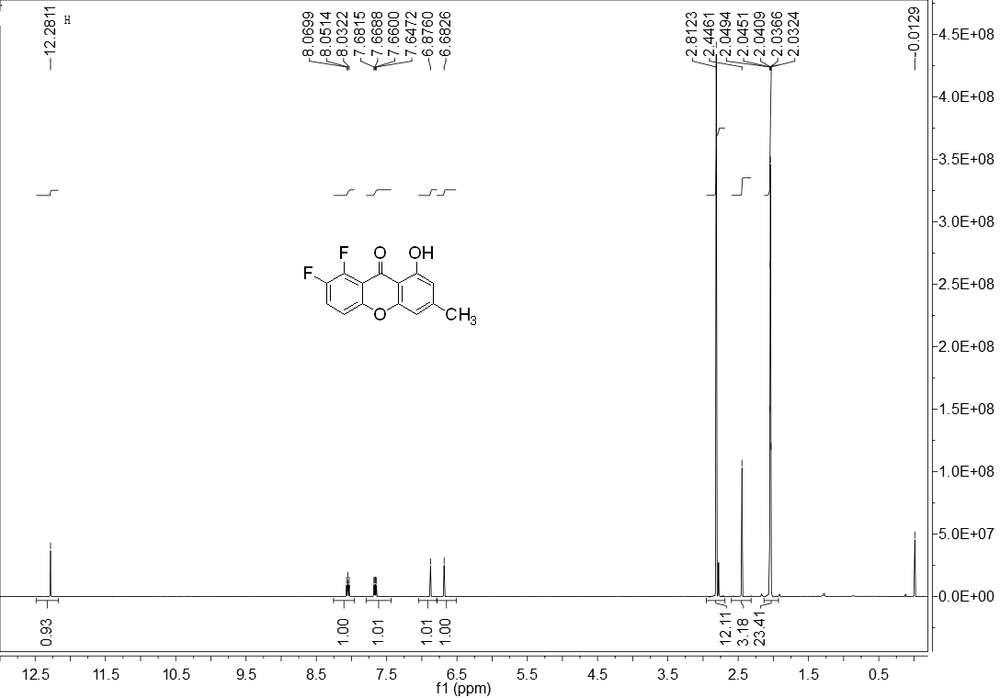 12.2811
H
8.0699
8.0514
8.0322
7.6815
7.6688
7.6600
7.6472
6.8760
6.6826
2.8123
2.4461
2.0494
2.0451
2.0409
2.0366
2.0324
-0.0129
4.5E+08
4.0E+08
3.5E+08
3.0E+08
2.5E+08
2.0E+08
1.5E+08
1.0E+08
5.0E+07
0.0E+00
F O OH
F
O CH3
0.93
1.00
1.01
1.01
1.00
12.11
3.18
23.41
12.5 11.5 10.5 9.5 8.5 7.5 6.5 5.5 4.5 3.5 2.5 1.5 0.5
f1 (ppm)